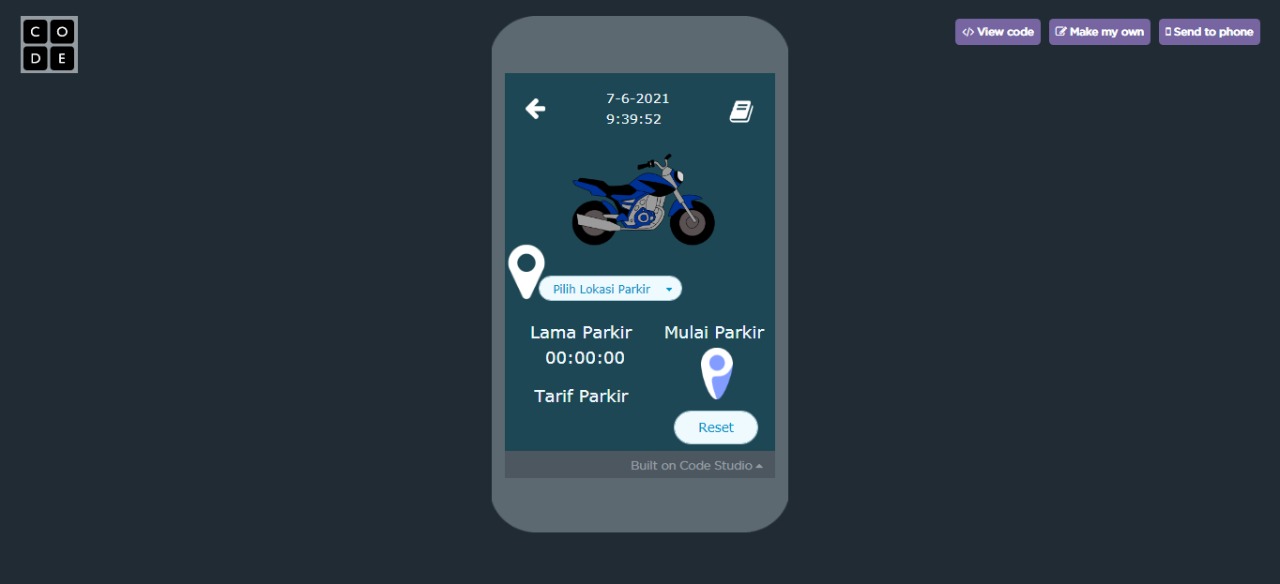 C O
D E
View code
Make my own
Send to phone
7-6-2021
9:39:52
Pilih Lokasi Parkir
Lama Parkir
00:00:00
Mulai Parkir
Tarif Parkir
Reset
Built on Code Studio